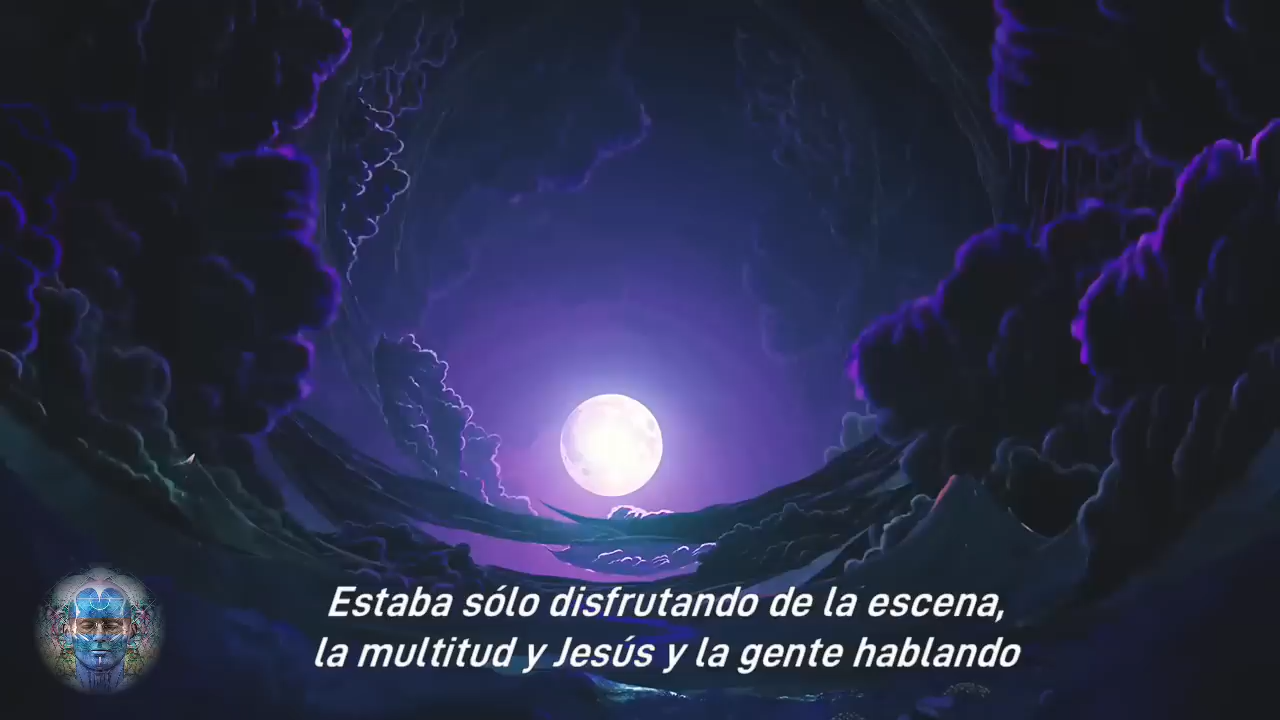 Estaba sólo disfrutando de la escena,
la multitud y Jesús y la gente hablando